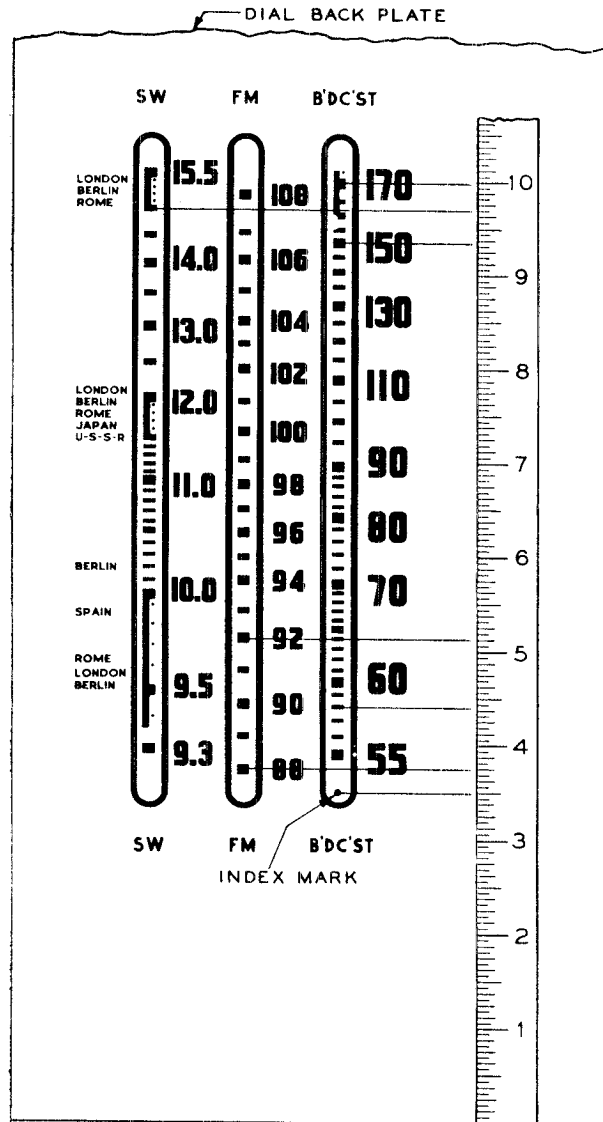 DIAL BACK PLATE
SW FM B'DC'ST
LONDON
BERLIN
ROME
15.5
14.0
13.0
LONDON
BERLIN
ROME
JAPAN
U-S-S-R
12.0
11.0
BERLIN
10.0
SPAIN
ROME
LONDON
BERLIN
9.5
9.3
108
106
104
102
100
98
96
94
92
90
88
170
150
130
110
90
80
70
60
55
10
9
8
7
6
5
4
3
2
1
SW FM B'DC'ST
INDEX MARK